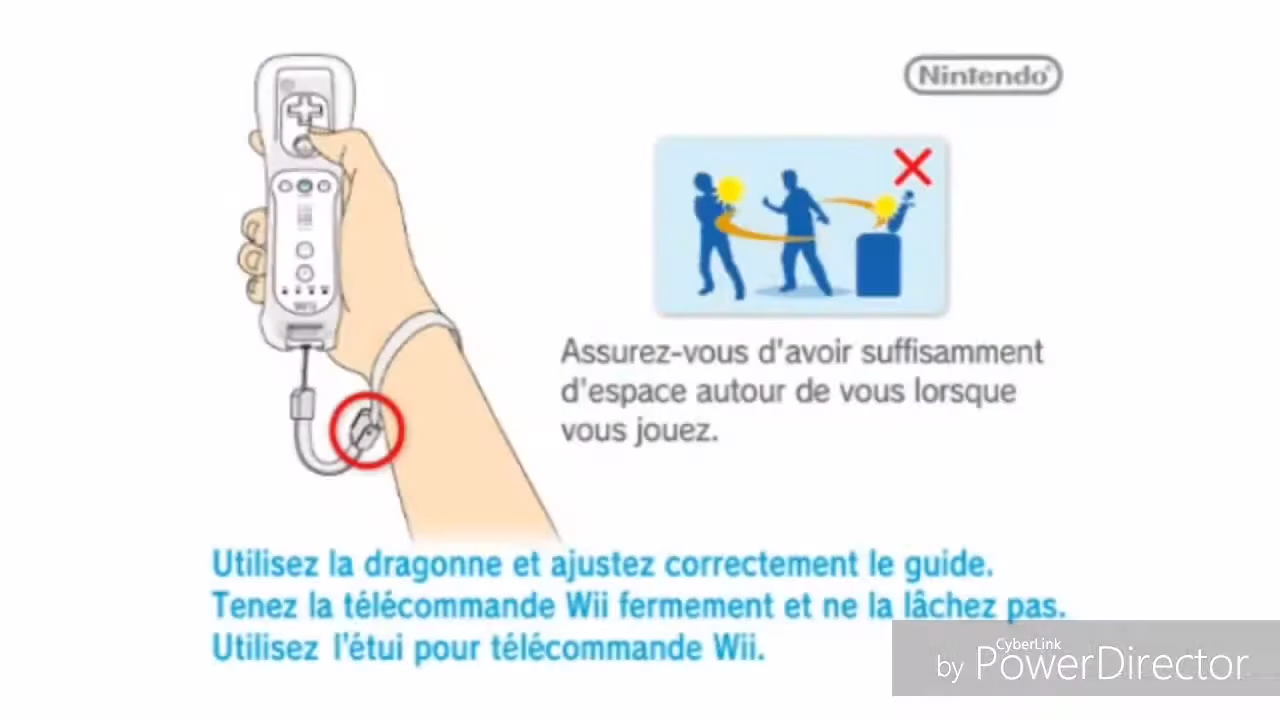 Nintendo®
Wii
Assurez-vous d'avoir suffisamment
d'espace autour de vous lorsque
vous jouez.
Utilisez la dragonne et ajustez correctement le guide.
Tenez la télécommande Wii fermement et ne la lâchez pas.
Utilisez l'étui pour télécommande Wii.
CyberLink
by PowerDirector